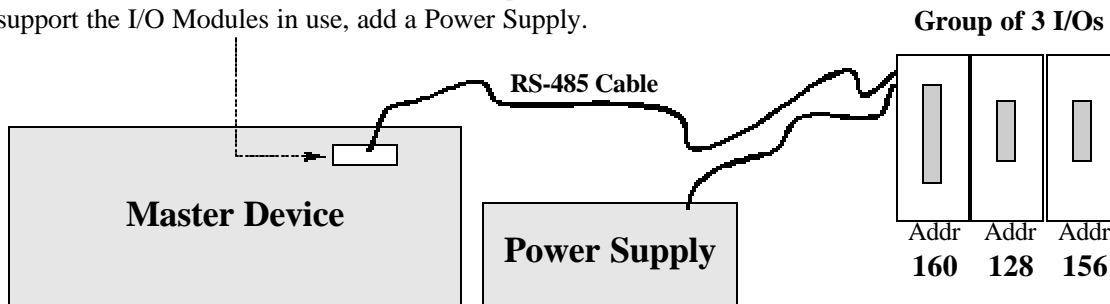 support the I/O Modules in use, add a Power Supply.
Group of 3 I/Os
RS-485 Cable
Master Device
Power Supply
Addr Addr Addr
160 128 156